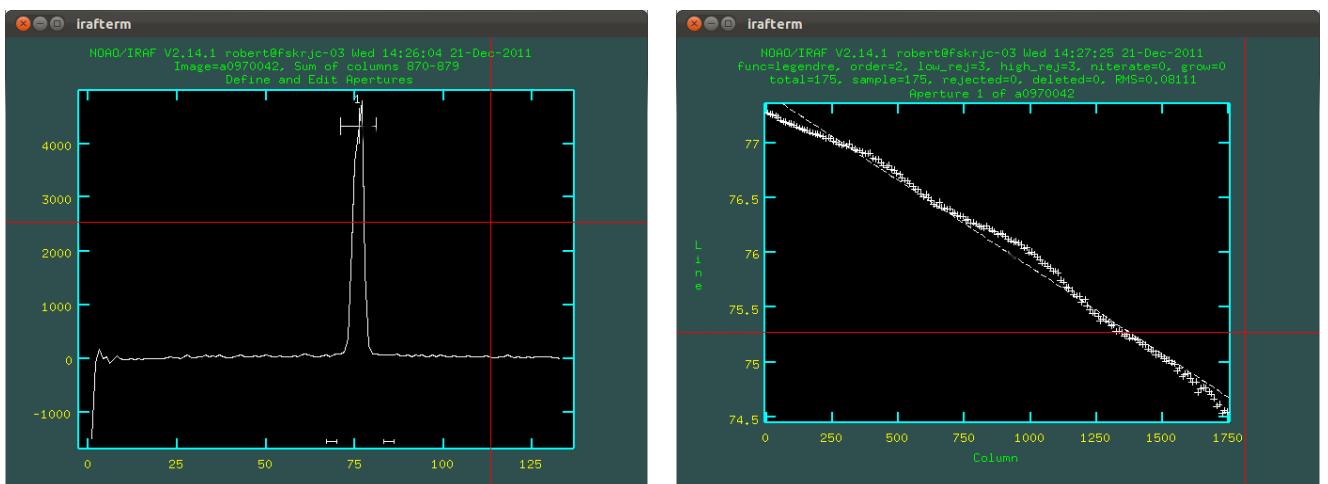 irafterm
NOAO/IRAF V2.14.1 robert@fskrjc-03 Wed 14:26:04 21-Dec-2011
Image=a0970042, Sum of columns 870-879
Define and Edit Apertures
1
4000
3000
2000
1000
0
-1000
0 25 50 75 100 125
irafterm
NOAO/IRAF V2.14.1 robert@fskrjc-03 Wed 14:27:25 21-Dec-2011
func=legendre, order=2, low_rej=3, high_rej=3, niterate=0, grow=0
total=175, sample=175, rejected=0, deleted=0, RMS=0.08111
Aperture 1 of a0970042
77
76.5
76
75.5
75
74.5
Line
0 250 500 750 1000 1250 1500 1750
Column